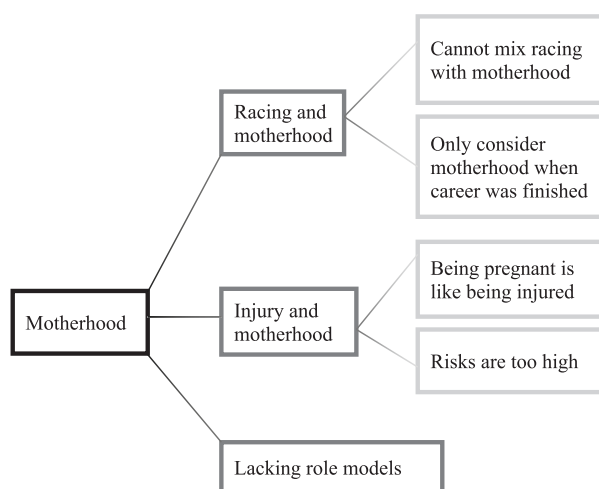 Cannot mix racing
with motherhood
Racing and
motherhood
Only consider
motherhood when
career was finished
Being pregnant is
like being injured
Motherhood
Injury and
motherhood
Risks are too high
Lacking role models